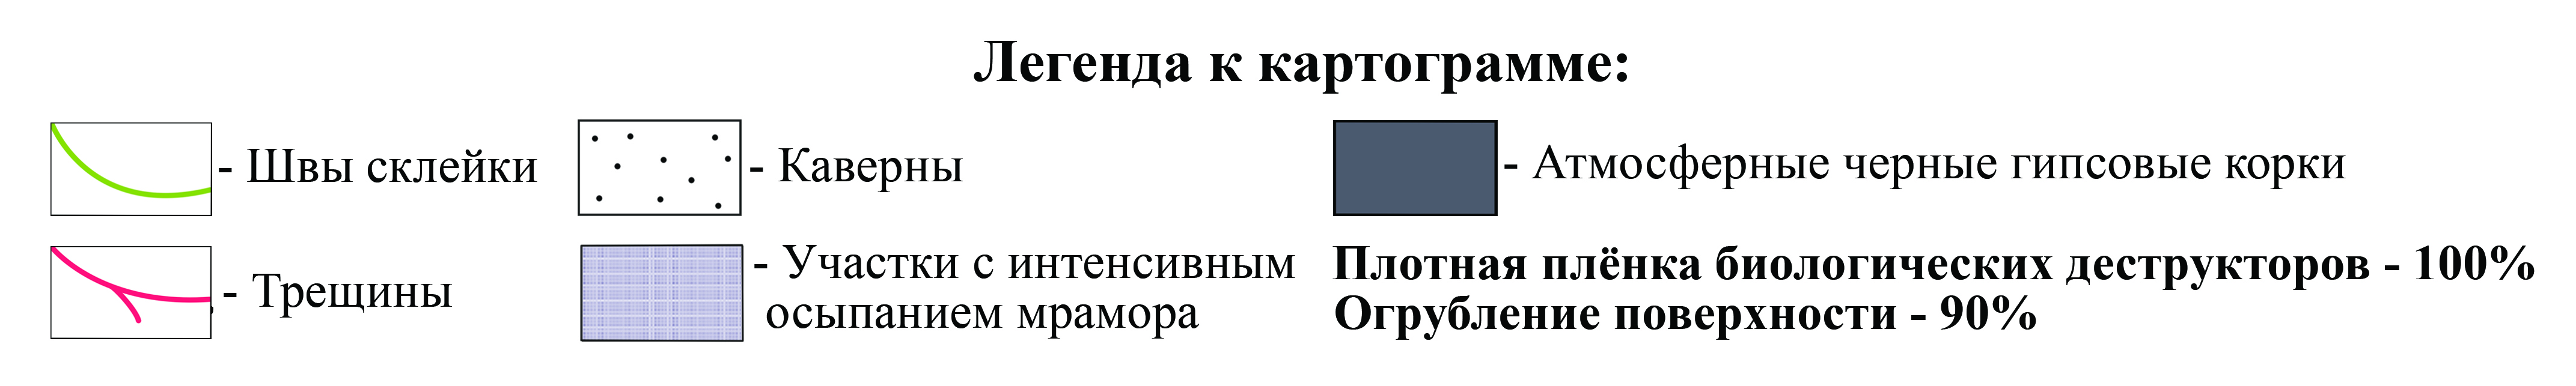 Легенда к картограмме:
- Швы склейки
- Каверны
- Атмосферные черные гипсовые корки
- Трещины
- Участки с интенсивным
осыпанием мрамора
Плотная плёнка биологических деструкторов - 100%
Огрубление поверхности - 90%